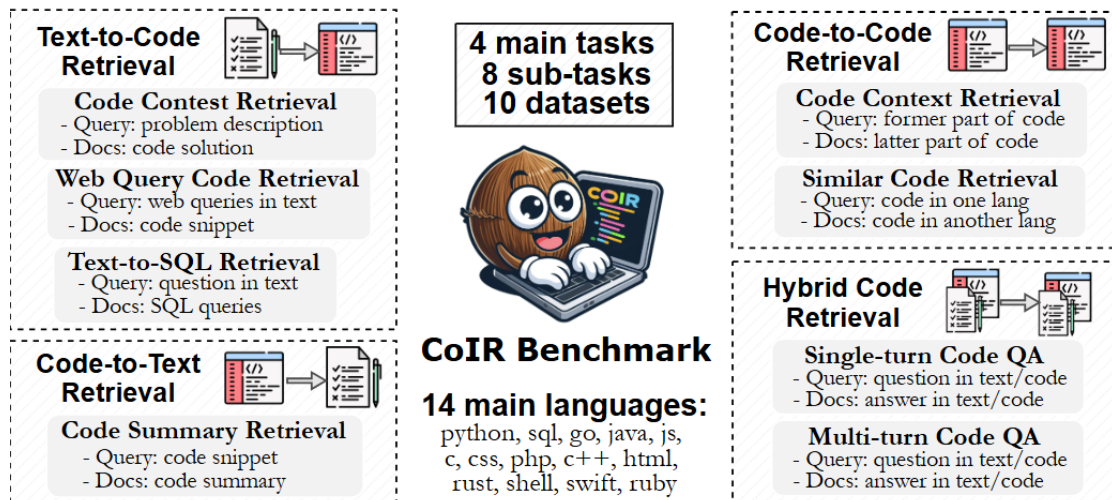 Text-to-Code
Retrieval
Code Contest Retrieval
- Query: problem description
- Docs: code solution
Web Query Code Retrieval
- Query: web queries in text
- Docs: code snippet
Text-to-SQL Retrieval
- Query: question in text
- Docs: SQL queries
Code-to-Text
Retrieval
Code Summary Retrieval
- Query: code snippet
- Docs: code summary
4 main tasks
8 sub-tasks
10 datasets
COIR
CoIR Benchmark
14 main languages:
python, sql, go, java, js,
c, css, php, c++, html,
rust, shell, swift, ruby
Code-to-Code
Retrieval
Code Context Retrieval
- Query: former part of code
- Docs: latter part of code
Similar Code Retrieval
- Query: code in one lang
- Docs: code in another lang
Hybrid Code
Retrieval
Single-turn Code QA
- Query: question in text/code
- Docs: answer in text/code
Multi-turn Code QA
- Query: question in text/code
- Docs: answer in text/code